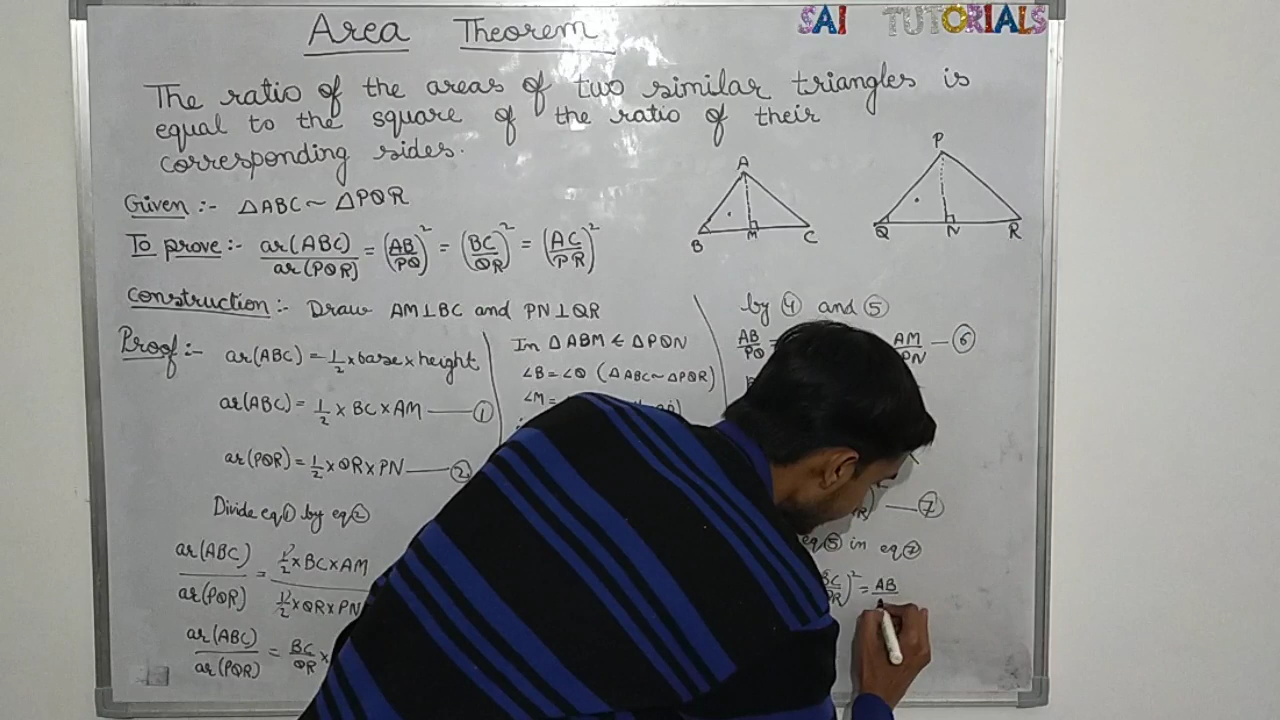 SAI TUTORIALS
Area Theorem
The ratio of the areas of two similar triangles is
equal to the square of the ratio of their
corresponding sides.
Given :- △ABC ~ △PQR
To prove :- ar(ABC)/ar(PQR) = (AB/PQ)² = (BC/QR)² = (AC/PR)²
A
B M C
P
Q N R
Construction :- Draw AM⊥BC and PN⊥QR
Proof :- ar(ABC) = 1/2 × base × height
ar(ABC) = 1/2 × BC × AM — ①
ar(PQR) = 1/2 × QR × PN — ②
Divide eq① by eq②
ar(ABC)/ar(PQR) = 1/2 × BC × AM / 1/2 × QR × PN
ar(ABC)/ar(PQR) = BC/QR ×
In △ABM & △PQN
∠B = ∠Q (△ABC ~ △PQR)
∠M =
by ④ and ⑤
AB/PQ = AM/PN — ⑥
— ⑦
eq⑤ in eq⑦
)² = AB